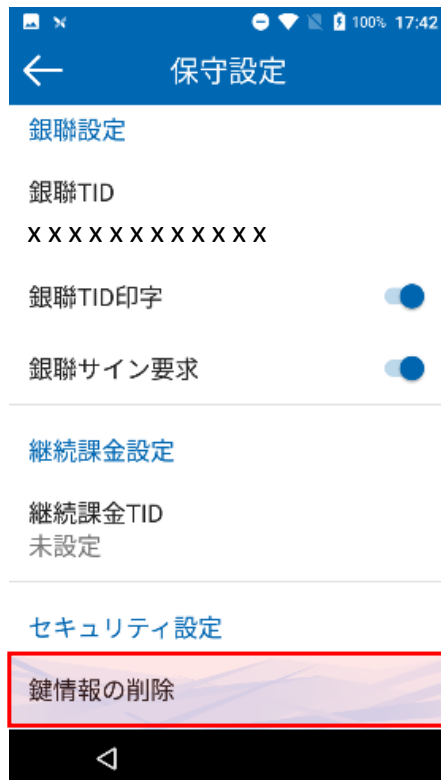 100% 17:42
保守設定
銀聯設定
銀聯TID
xxxxxxxxxxxx
銀聯TID印字
銀聯サイン要求
継続課金設定
継続課金TID
未設定
セキュリティ設定
鍵情報の削除